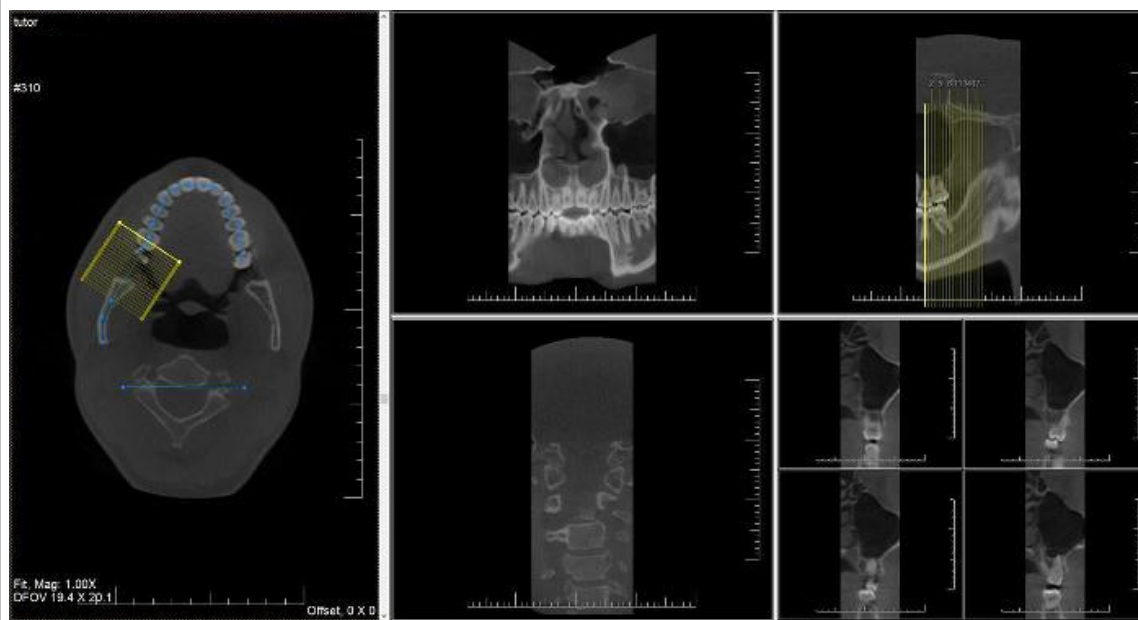 tutor
#310
Fit, Mag: 1.00X
DFOV 19.4 X 20.1
Offset, 0 X 0